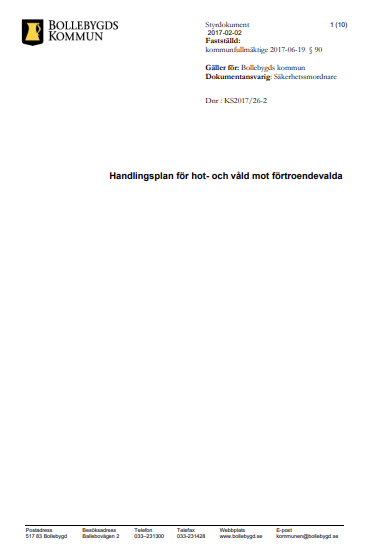 BOLLEBYGDS
KOMMUN
Styrdokument 1 (10)
2017-02-02
Fastställd:
kommunfullmäktige 2017-06-19 § 90
Gäller för: Bollebygds kommun
Dokumentansvarig: Säkerhetssmordnare
Dnr : KS2017/26-2
Handlingsplan för hot- och våld mot förtroendevalda
Postadress Besöksadress Telefon Telefax Webbplats E-post
517 83 Bollebygd Ballebovägen 2 033–231300 033-231428 www.bollebygd.se kommunen@bollebygd.se